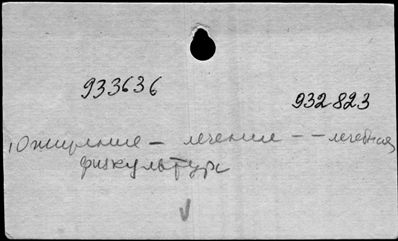 933636
932823
Ожирение – лечение – – лечебная
физкультура